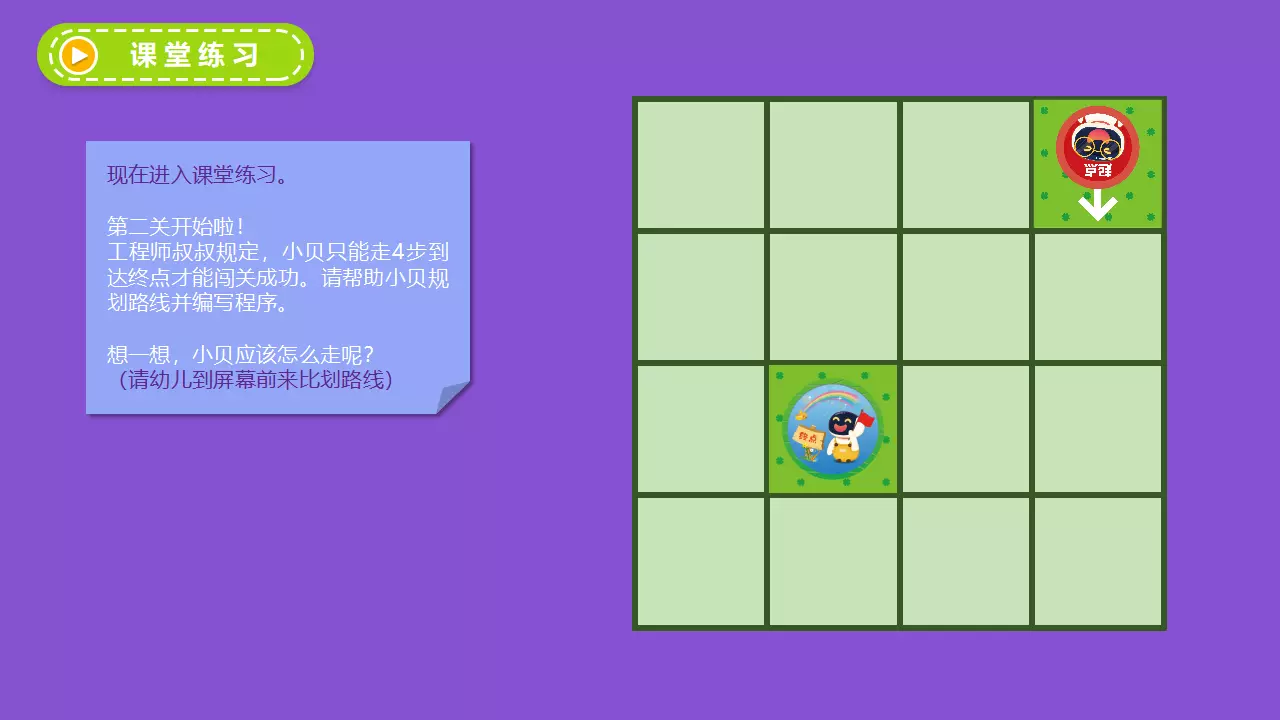 课堂练习
现在进入课堂练习。
第二关开始啦！
工程师叔叔规定，小贝只能走4步到
达终点才能闯关成功。请帮助小贝规
划路线并编写程序。
想一想，小贝应该怎么走呢？
（请幼儿到屏幕前来比划路线）
起点
终点